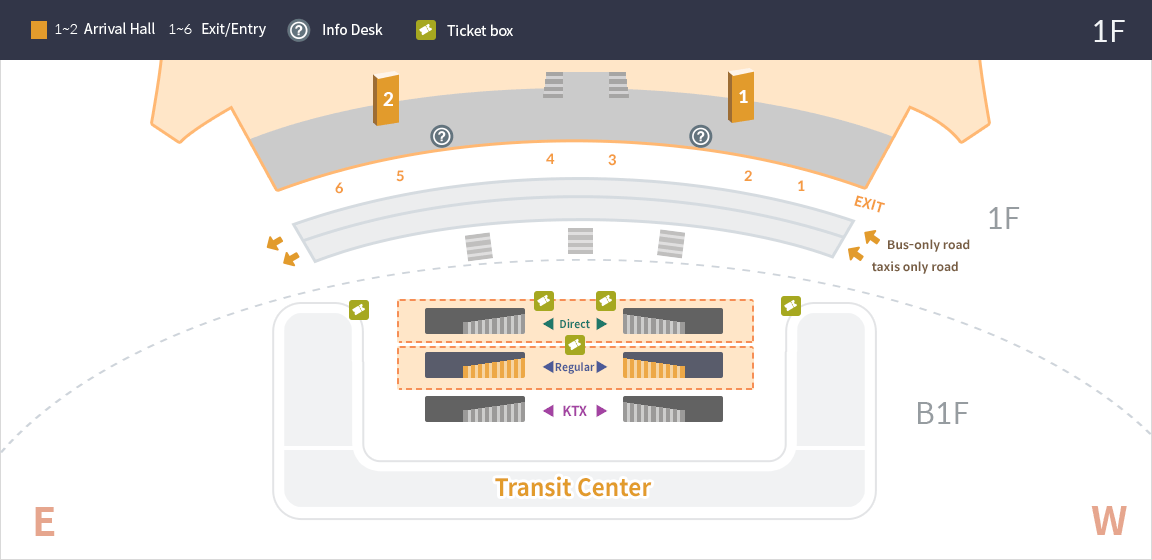 1~2 Arrival Hall 1~6 Exit/Entry ? Info Desk Ticket box 1F
2 1
? ?
4 3
5 2
6 1
EXIT
1F
Bus-only road
taxis only road
Direct
Regular
KTX
B1F
Transit Center
E W